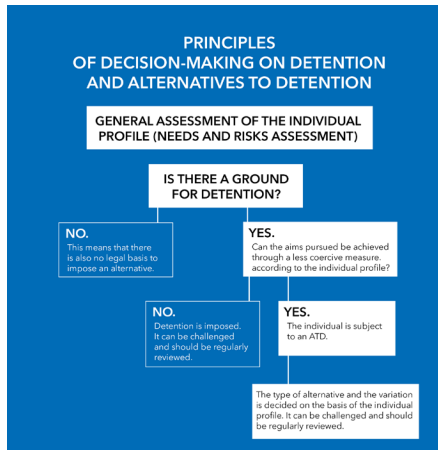 PRINCIPLES
OF DECISION-MAKING ON DETENTION
AND ALTERNATIVES TO DETENTION
GENERAL ASSESSMENT OF THE INDIVIDUAL
PROFILE (NEEDS AND RISKS ASSESSMENT)
IS THERE A GROUND
FOR DETENTION?
NO.
This means that there
is also no legal basis to
impose an alternative.
YES.
Can the aims pursued be achieved
through a less coercive measure.
according to the individual profile?
NO.
Detention is imposed.
It can be challenged
and should be regularly
reviewed.
YES.
The individual is subject
to an ATD.
The type of alternative and the variation
is decided on the basis of the individual
profile. It can be challenged and should
be regularly reviewed.